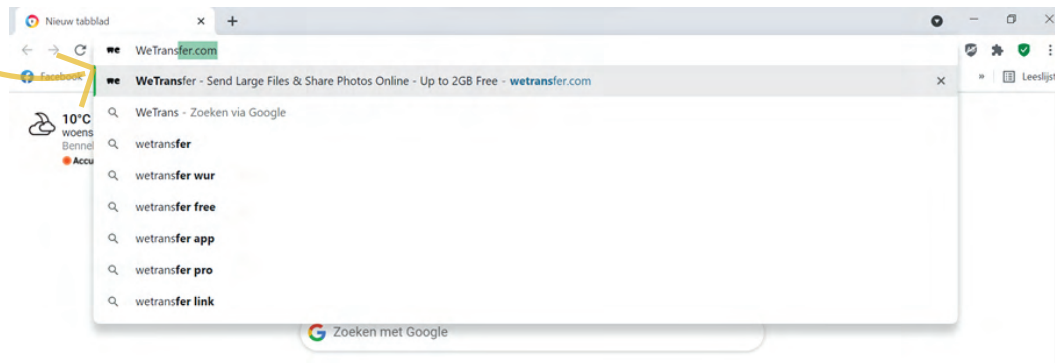 Nieuw tabblad
we WeTransfer.com
Facebook
» Leeslijst
we WeTransfer - Send Large Files & Share Photos Online - Up to 2GB Free - wetransfer.com
WeTrans - Zoeken via Google
10°C
woens
wetransfer
Bennel
Accu
wetransfer wur
wetransfer free
wetransfer app
wetransfer pro
wetransfer link
G Zoeken met Google